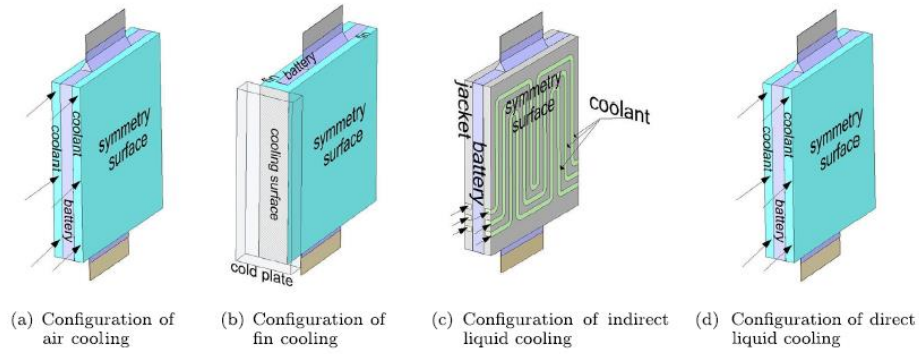 coolant
coolant
battery
symmetry
surface
fin
battery
fin
cooling surface
symmetry
surface
cold plate
jacket
battery
symmetry
surface
coolant
coolant
coolant
battery
symmetry
surface
(a) Configuration of
air cooling
(b) Configuration of
fin cooling
(c) Configuration of indirect
liquid cooling
(d) Configuration of direct
liquid cooling